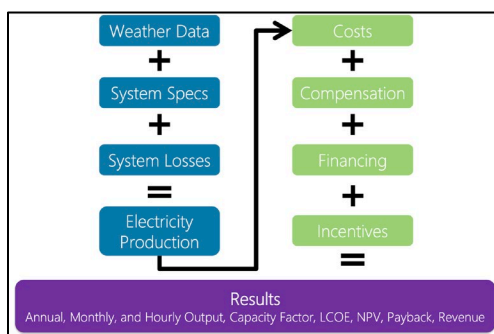 Weather Data
+
System Specs
+
System Losses
=
Electricity
Production
Costs
+
Compensation
+
Financing
+
Incentives
=
Results
Annual, Monthly, and Hourly Output, Capacity Factor, LCOE, NPV, Payback, Revenue